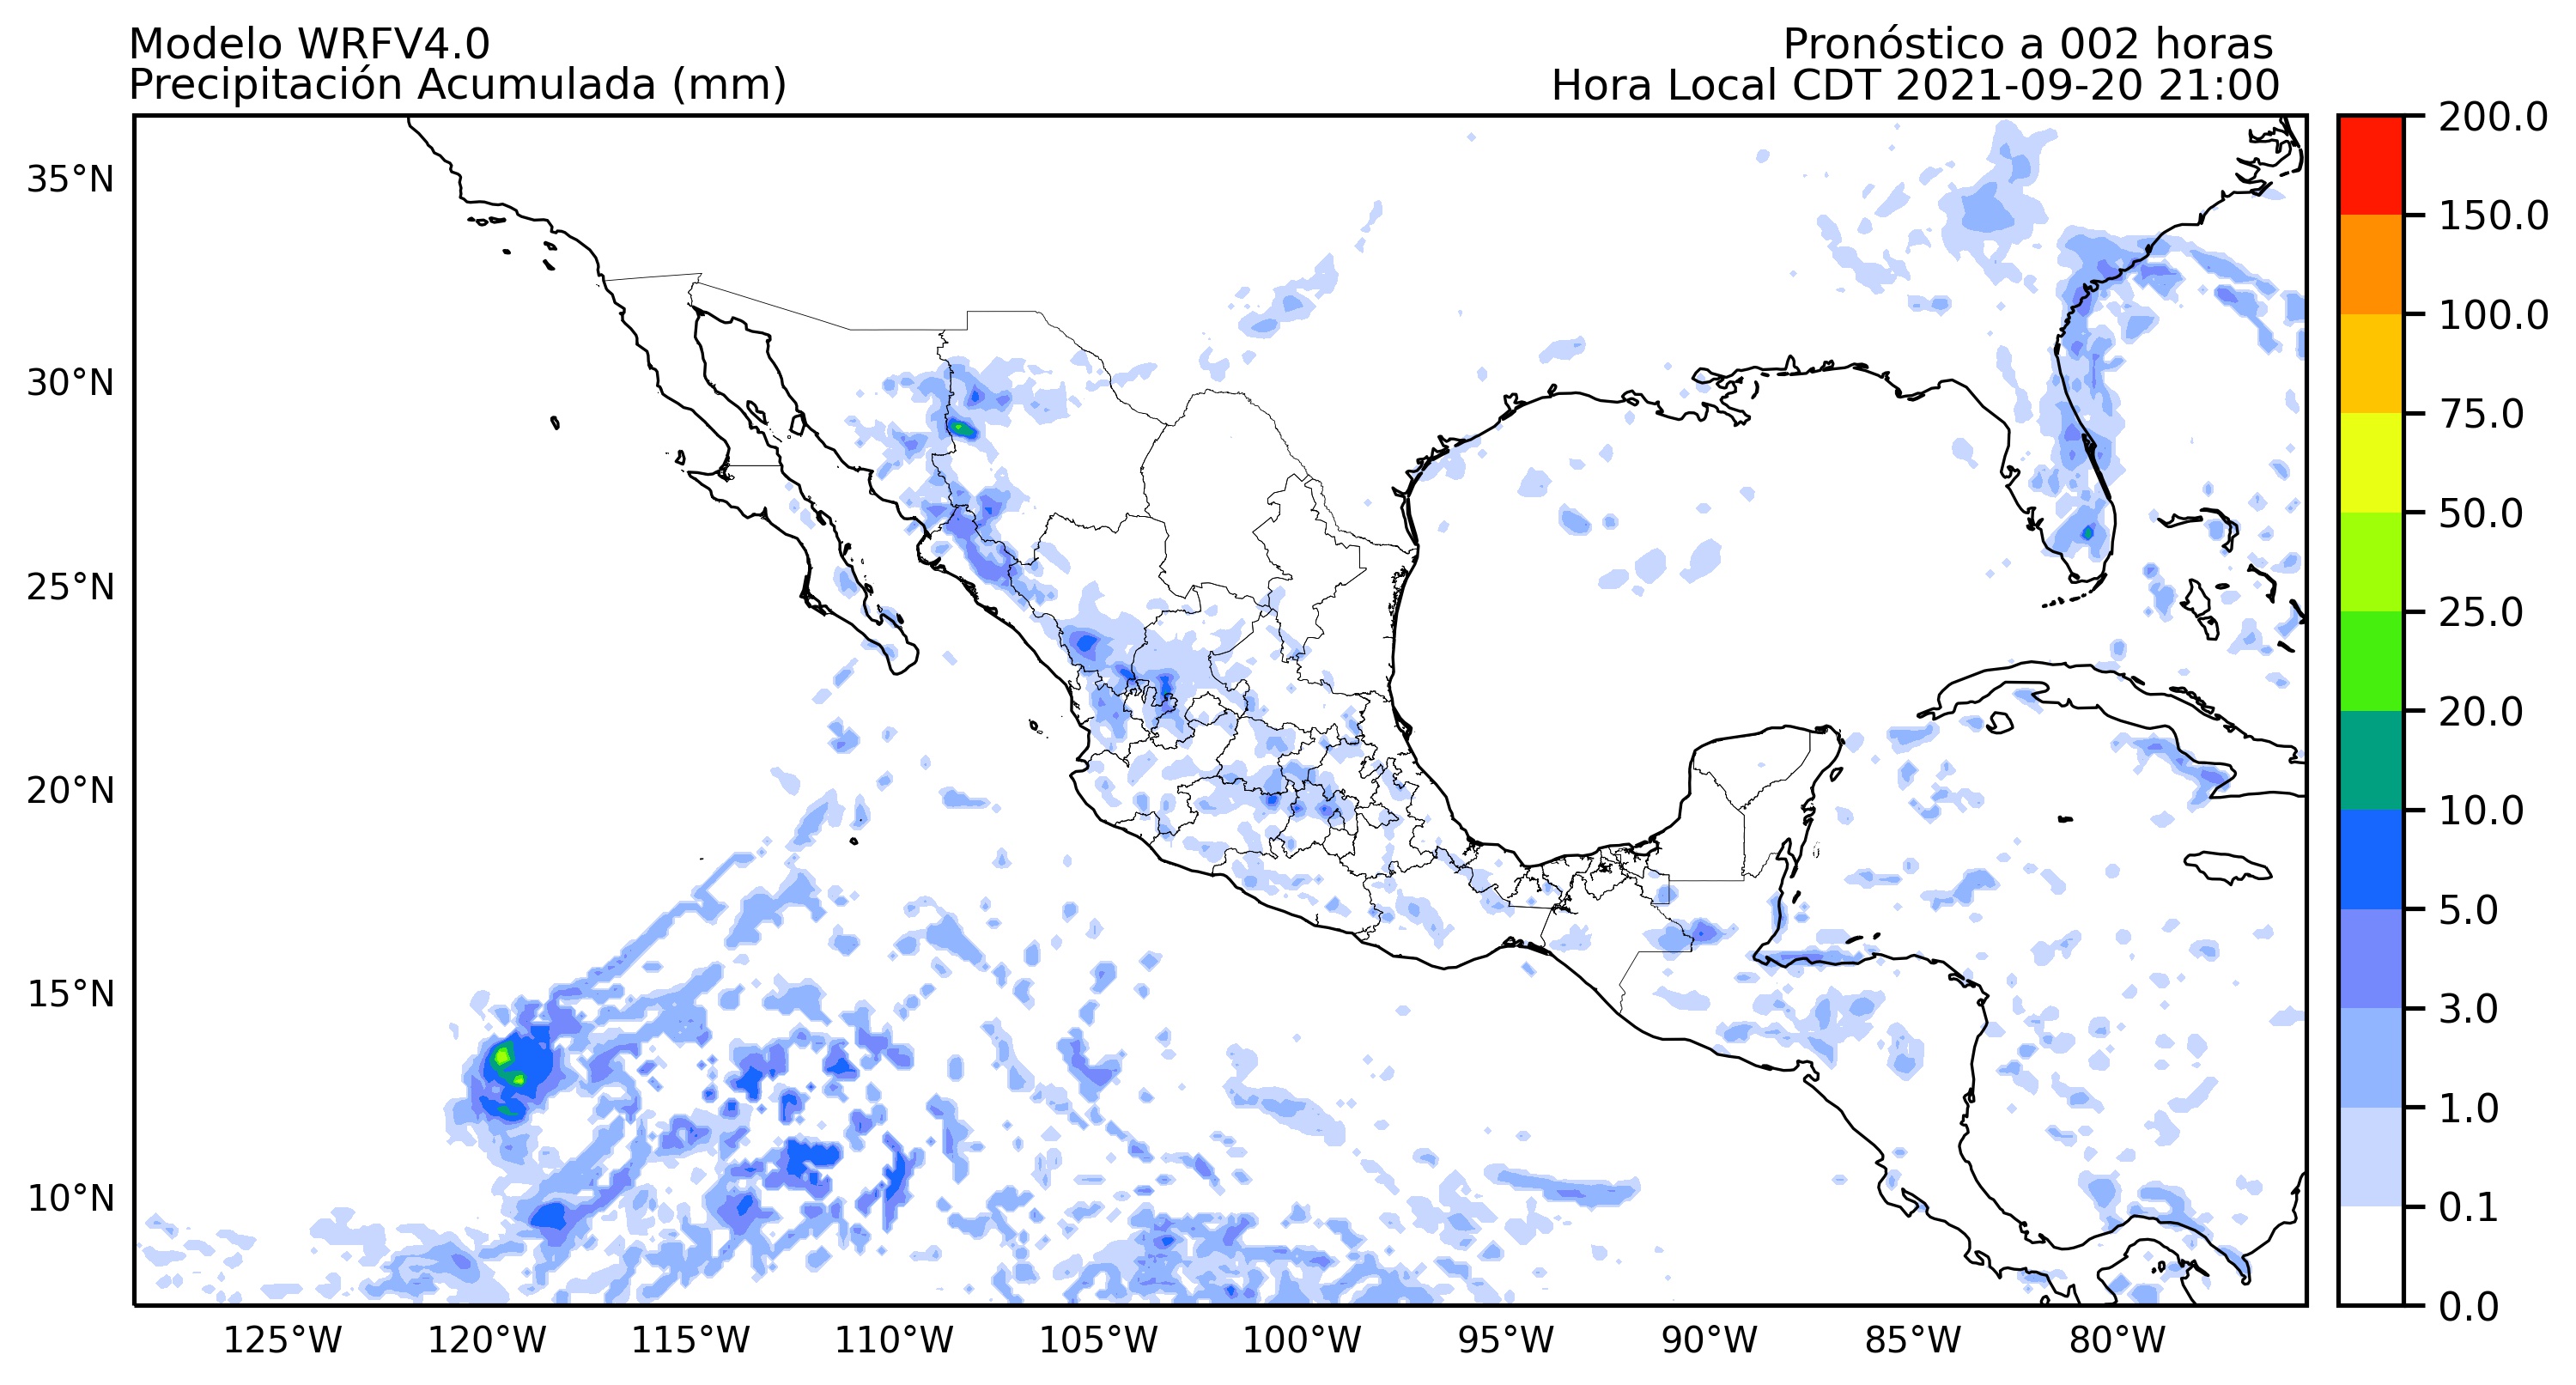 Modelo WRFV4.0
Precipitación Acumulada (mm)
Pronóstico a 002 horas
Hora Local CDT 2021-09-20 21:00
35°N
30°N
25°N
20°N
15°N
10°N
125°W
120°W
115°W
110°W
105°W
100°W
95°W
90°W
85°W
80°W
200.0
150.0
100.0
75.0
50.0
25.0
20.0
10.0
5.0
3.0
1.0
0.1
0.0